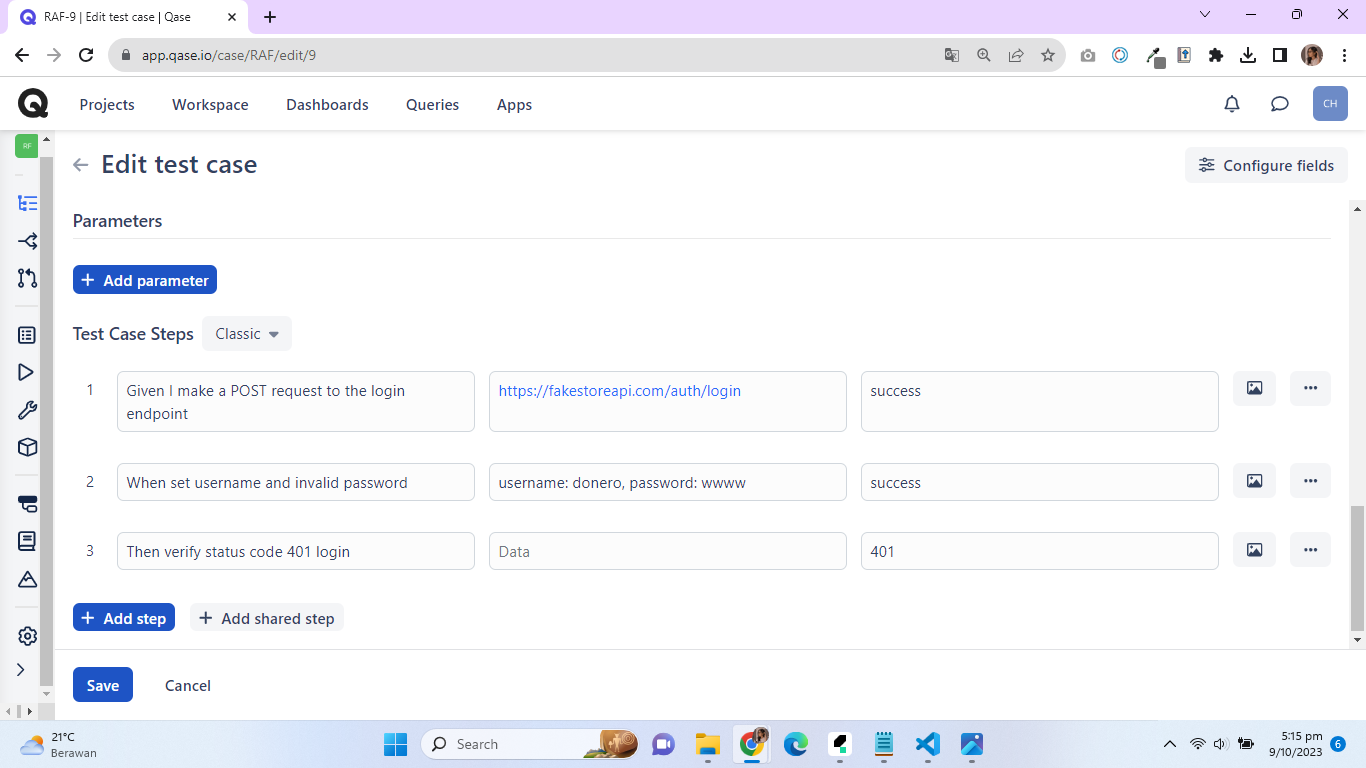 RAF-9 | Edit test case | Qase
app.qase.io/case/RAF/edit/9
Projects
Workspace
Dashboards
Queries
Apps
CH
RF
Edit test case
Configure fields
Parameters
Add parameter
Test Case Steps
Classic
1
Given I make a POST request to the login
endpoint
https://fakestoreapi.com/auth/login
success
2
When set username and invalid password
username: donero, password: wwww
success
3
Then verify status code 401 login
Data
401
Add step
Add shared step
Save
Cancel
21°C
Berawan
Search
5:15 pm
9/10/2023
6